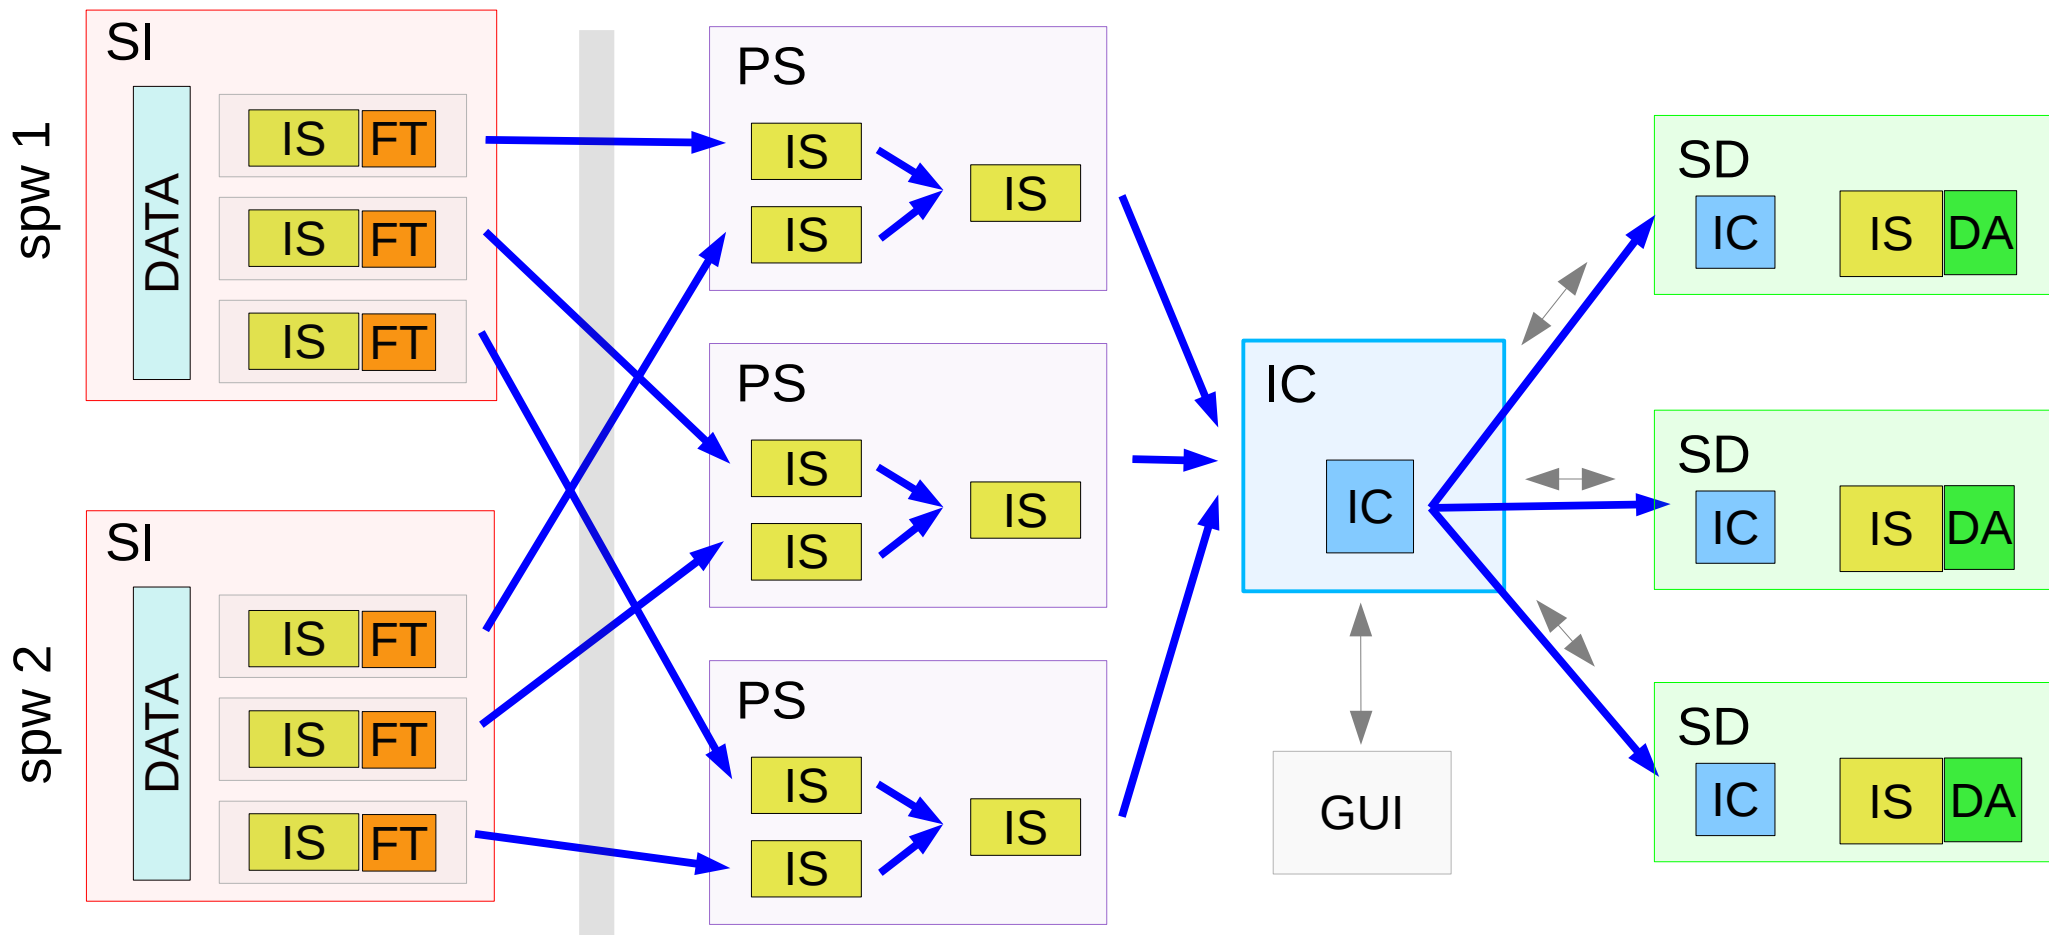 spw 1
SI
DATA
IS FT
IS FT
IS FT
spw 2
SI
DATA
IS FT
IS FT
IS FT
PS
IS
IS
IS
PS
IS
IS
IS
PS
IS
IS
IS
IC
IC
GUI
SD
IC IS DA
SD
IC IS DA
SD
IC IS DA